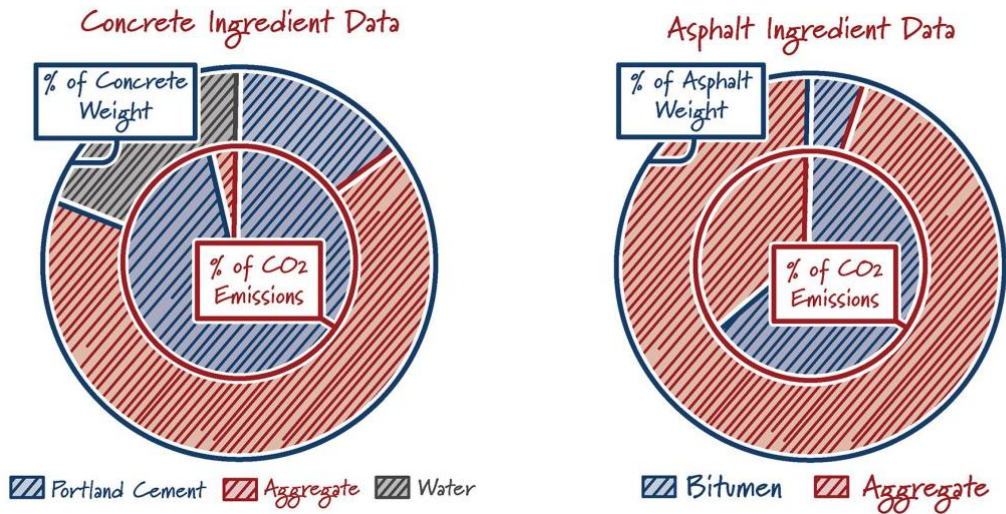 Concrete Ingredient Data
% of Concrete
Weight
% of CO2
Emissions
Portland Cement
Aggregate
Water
Asphalt Ingredient Data
% of Asphalt
Weight
% of CO2
Emissions
Bitumen
Aggregate